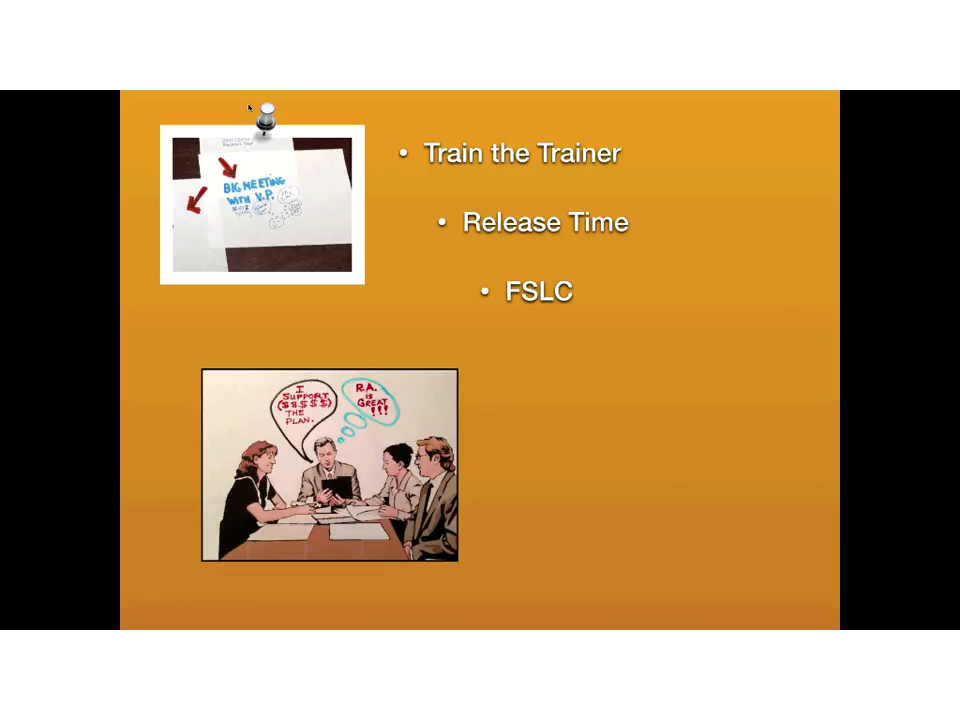 BIG MEETING
WITH V.P.
• Train the Trainer
• Release Time
• FSLC
I
SUPPORT
($$$$$)
THE
PLAN.
R.A.
IS
GREAT
!!!